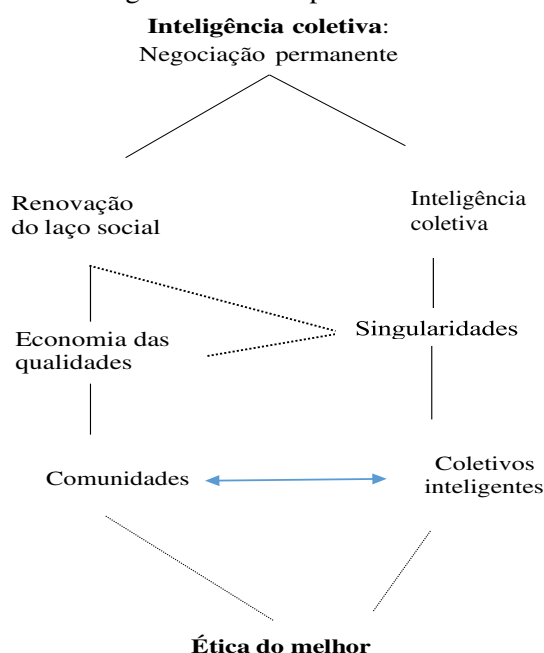 Inteligência coletiva:
Negociação permanente
Renovação
do laço social
Inteligência
coletiva
Economia das
qualidades
Singularidades
Comunidades
Coletivos
inteligentes
Ética do melhor